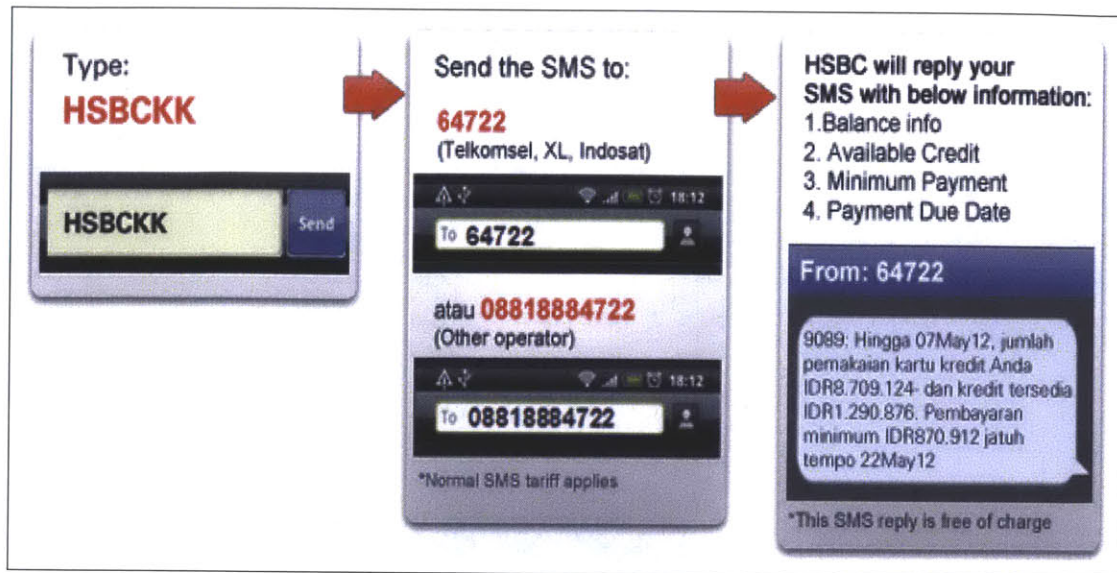 Type:
HSBCKK
HSBCKK
Send
Send the SMS to:
64722
(Telkomsel, XL, Indosat)
18:12
To 64722
atau 08818884722
(Other operator)
18:12
To 08818884722
*Normal SMS tariff applies
HSBC will reply your
SMS with below information:
1.Balance info
2. Available Credit
3. Minimum Payment
4. Payment Due Date
From: 64722
9089: Hingga 07May12, jumlah
pemakaian kartu kredit Anda
IDR8.709.124- dan kredit tersedia
IDR1.290.876. Pembayaran
minimum IDR870.912 jatuh
tempo 22May12
*This SMS reply is free of charge